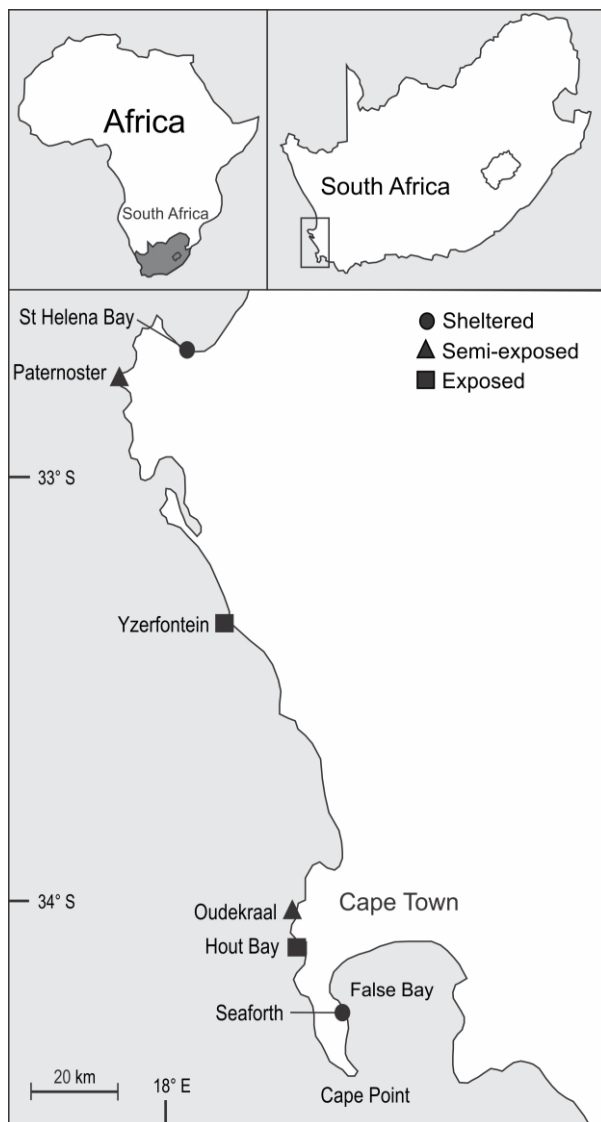 Africa
South Africa
South Africa
St Helena Bay
Sheltered
Semi-exposed
Paternoster
Exposed
33° S
Yzerfontein
34° S
Oudekraal
Cape Town
Hout Bay
False Bay
Seaforth
20 km
18° E
Cape Point